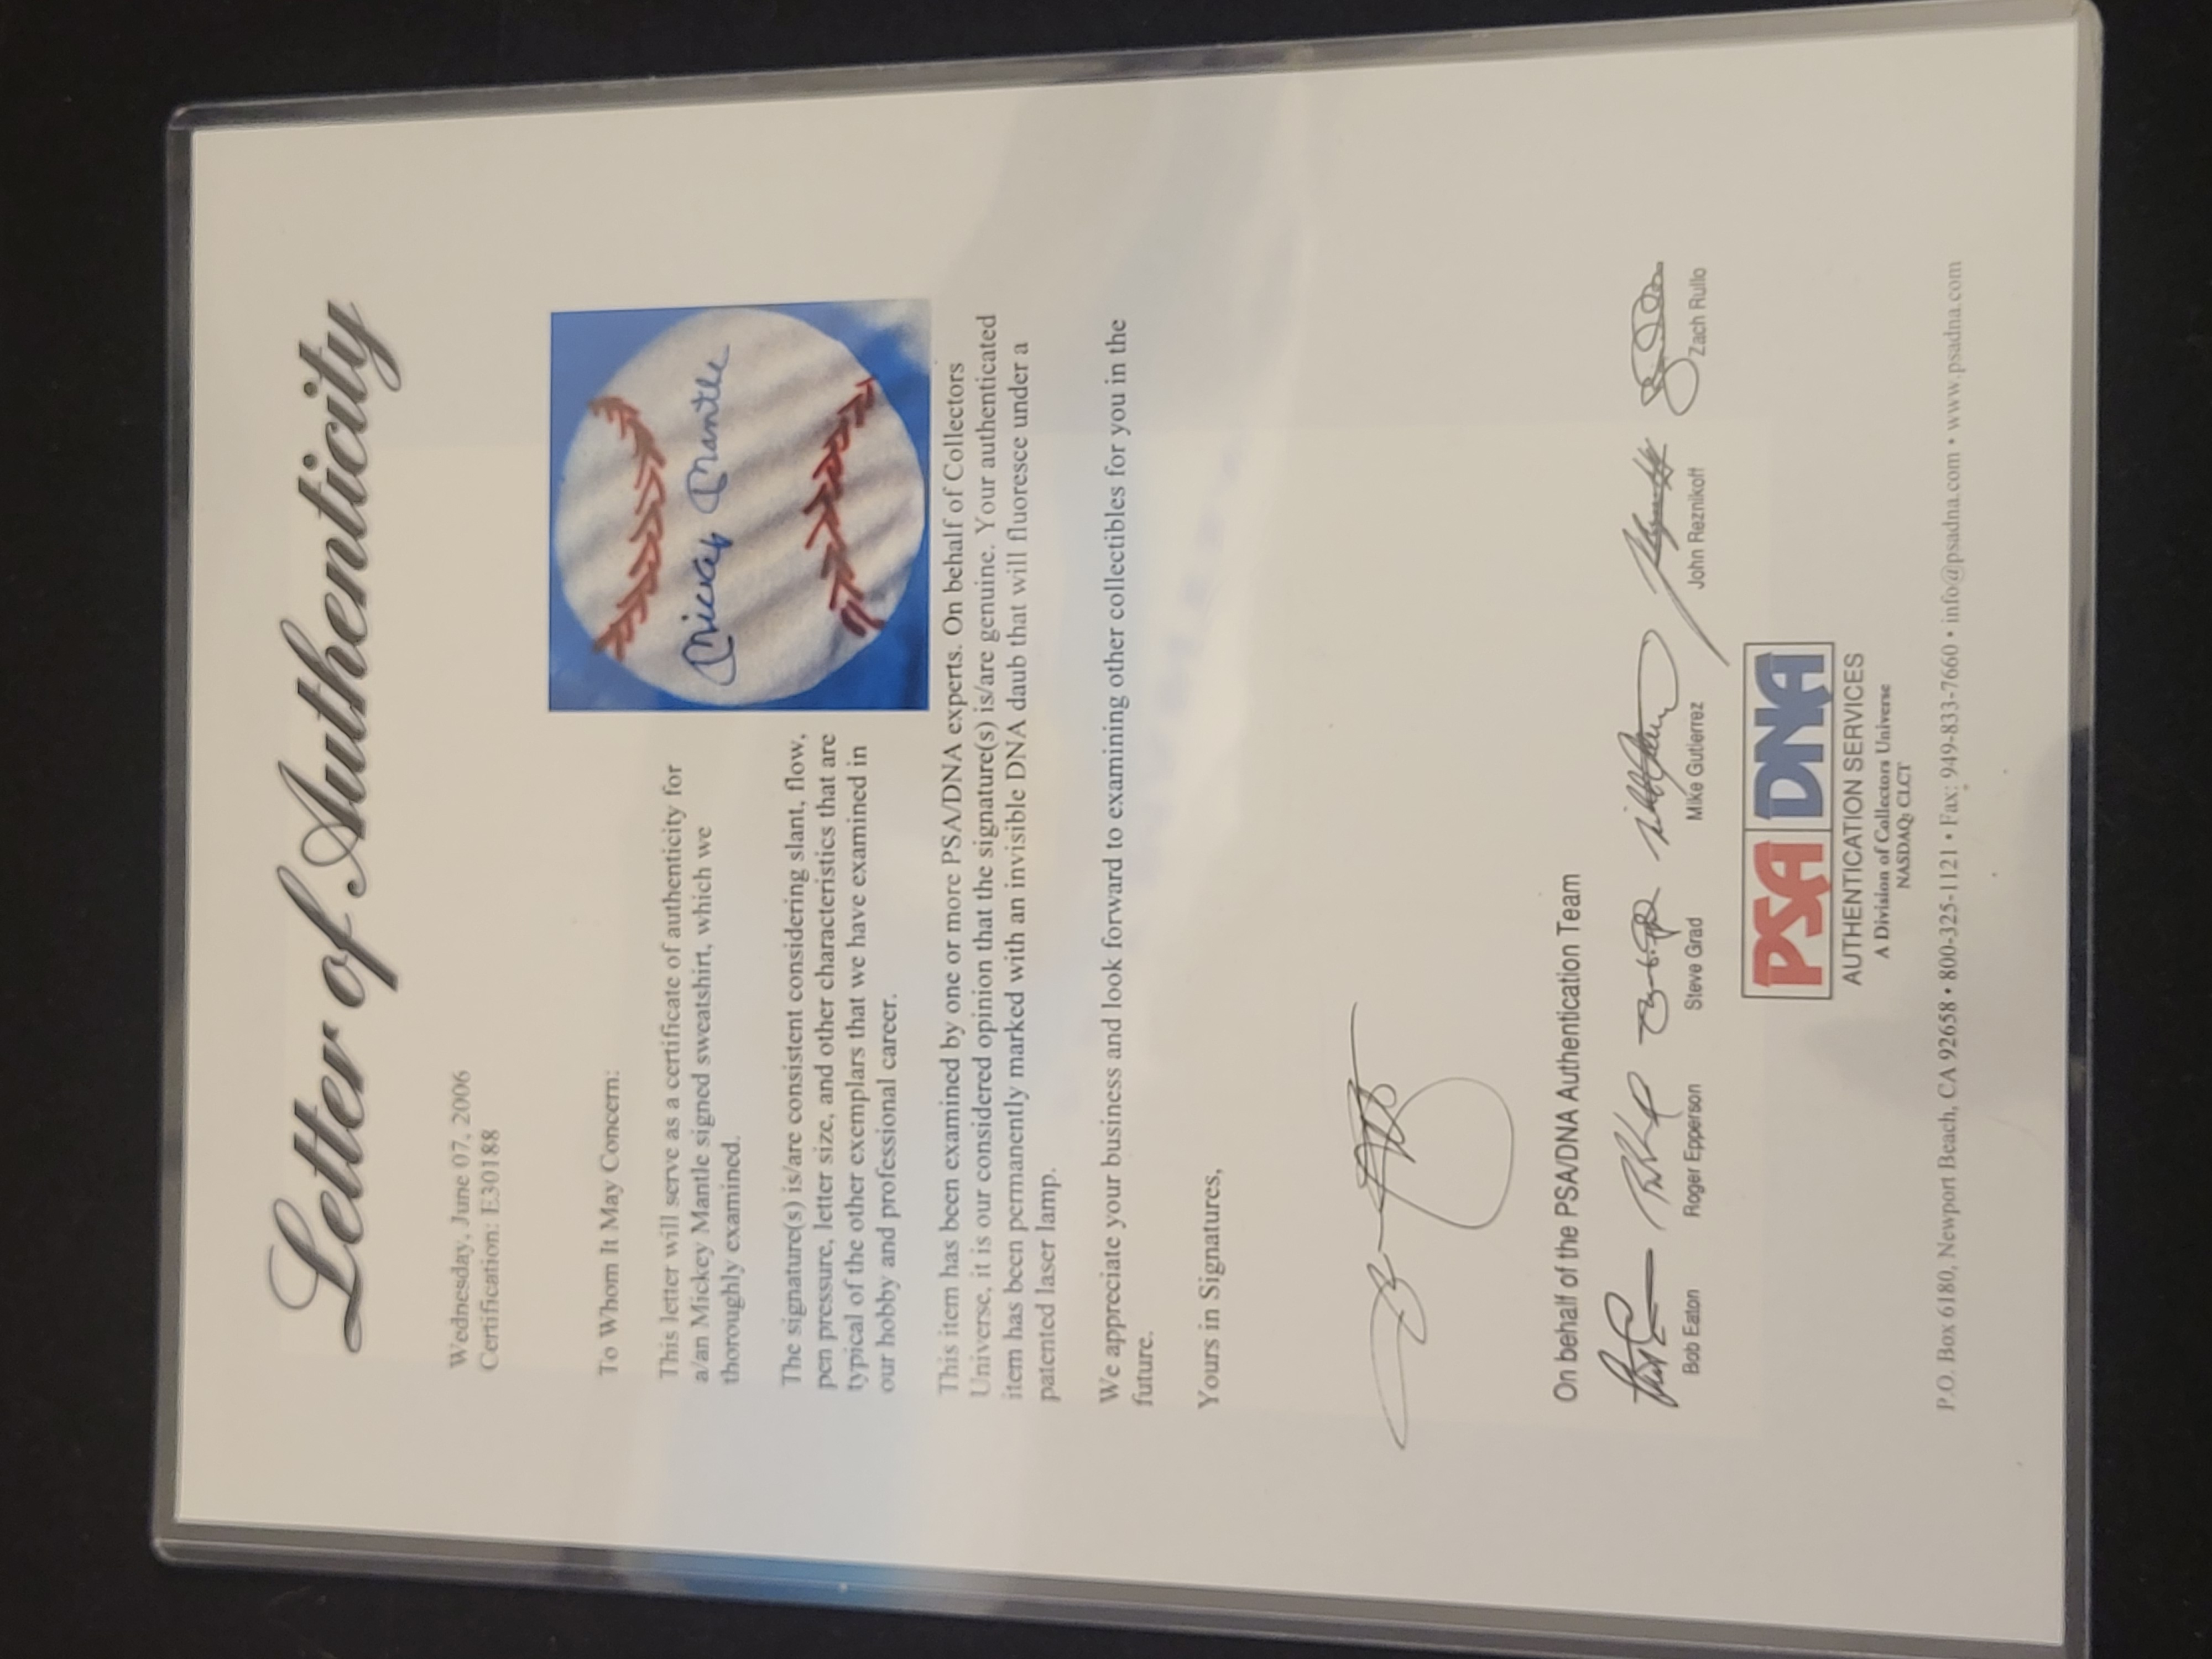 Letter of Authenticity
Wednesday, June 07, 2006
Certification: E30188
To Whom It May Concern:
This letter will serve as a certificate of authenticity for
a/an Mickey Mantle signed sweatshirt, which we
thoroughly examined.
Mickey Mantle
The signature(s) is/are consistent considering slant, flow,
pen pressure, letter size, and other characteristics that are
typical of the other exemplars that we have examined in
our hobby and professional career.
This item has been examined by one or more PSA/DNA experts. On behalf of Collectors
Universe, it is our considered opinion that the signature(s) is/are genuine. Your authenticated
item has been permanently marked with an invisible DNA daub that will fluoresce under a
patented laser lamp.
We appreciate your business and look forward to examining other collectibles for you in the
future.
Yours in Signatures,
On behalf of the PSA/DNA Authentication Team
Bob Eaton Roger Epperson Steve Grad Mike Gutierrez John Reznikoff Zach Rullo
PSA DNA
AUTHENTICATION SERVICES
A Division of Collectors Universe
NASDAQ: CLCT
P.O. Box 6180, Newport Beach, CA 92658 • 800-325-1121 • Fax: 949-833-7660 • info@psadna.com • www.psadna.com